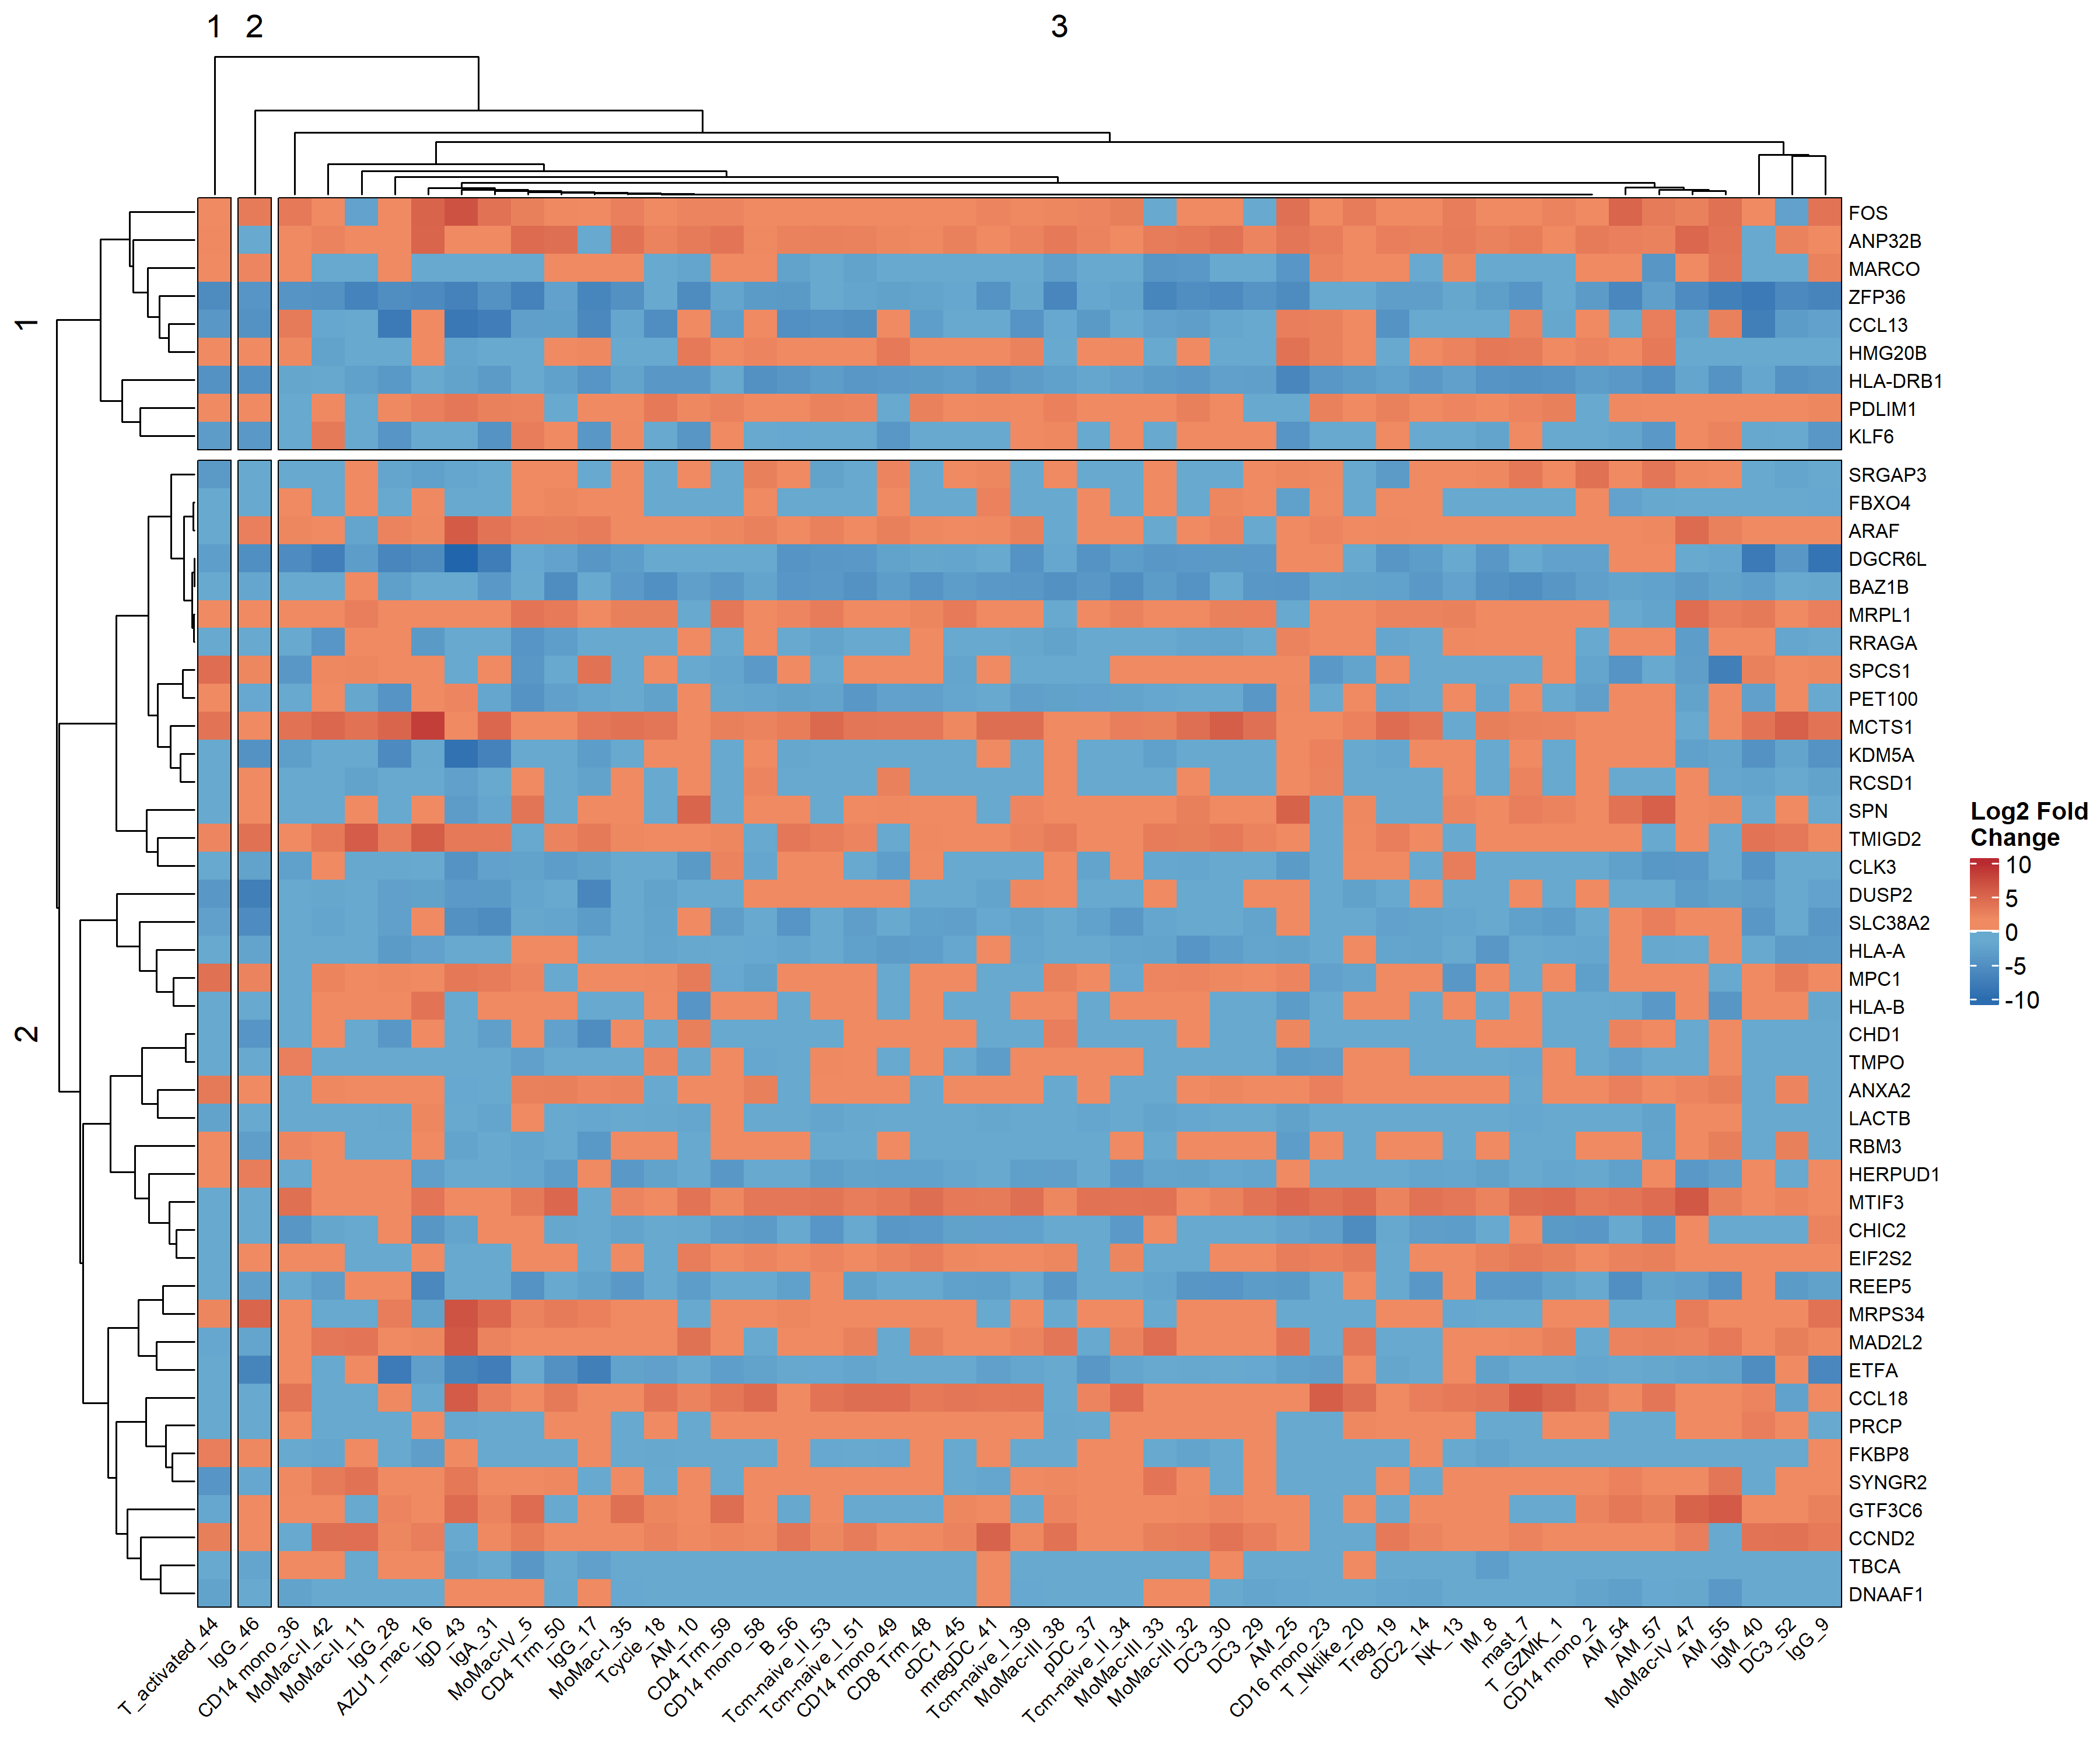 1 2 3
1
2
FOS
ANP32B
MARCO
ZFP36
CCL13
HMG20B
HLA-DRB1
PDLIM1
KLF6
SRGAP3
FBXO4
ARAF
DGCR6L
BAZ1B
MRPL1
RRAGA
SPCS1
PET100
MCTS1
KDM5A
RCSD1
SPN
TMIGD2
CLK3
DUSP2
SLC38A2
HLA-A
MPC1
HLA-B
CHD1
TMPO
ANXA2
LACTB
RBM3
HERPUD1
MTIF3
CHIC2
EIF2S2
REEP5
MRPS34
MAD2L2
ETFA
CCL18
PRCP
FKBP8
SYNGR2
GTF3C6
CCND2
TBCA
DNAAF1
Log2 Fold
Change
10
5
0
-5
-10
T_activated_44
IgG_46
CD14 mono_36
MoMac-II_42
MoMac-II_11
IgG_28
AZU1_mac_16
IgD_43
IgA_31
MoMac-IV_5
CD4 Trm_50
IgG_17
MoMac-I_35
Tcycle_18
AM_10
CD4 Trm_59
CD14 mono_58
B_56
Tcm-naive_II_53
Tcm-naive_I_51
CD14 mono_49
CD8 Trm_48
cDC1_45
mregDC_41
Tcm-naive_I_39
MoMac-III_38
pDC_37
Tcm-naive_II_34
MoMac-III_33
MoMac-III_32
DC3_30
DC3_29
AM_25
CD16 mono_23
T_Nklike_20
Treg_19
cDC2_14
NK_13
IM_8
mast_7
T_GZMK_1
CD14 mono_2
AM_54
AM_57
MoMac-IV_47
AM_55
IgM_40
DC3_52
IgG_9